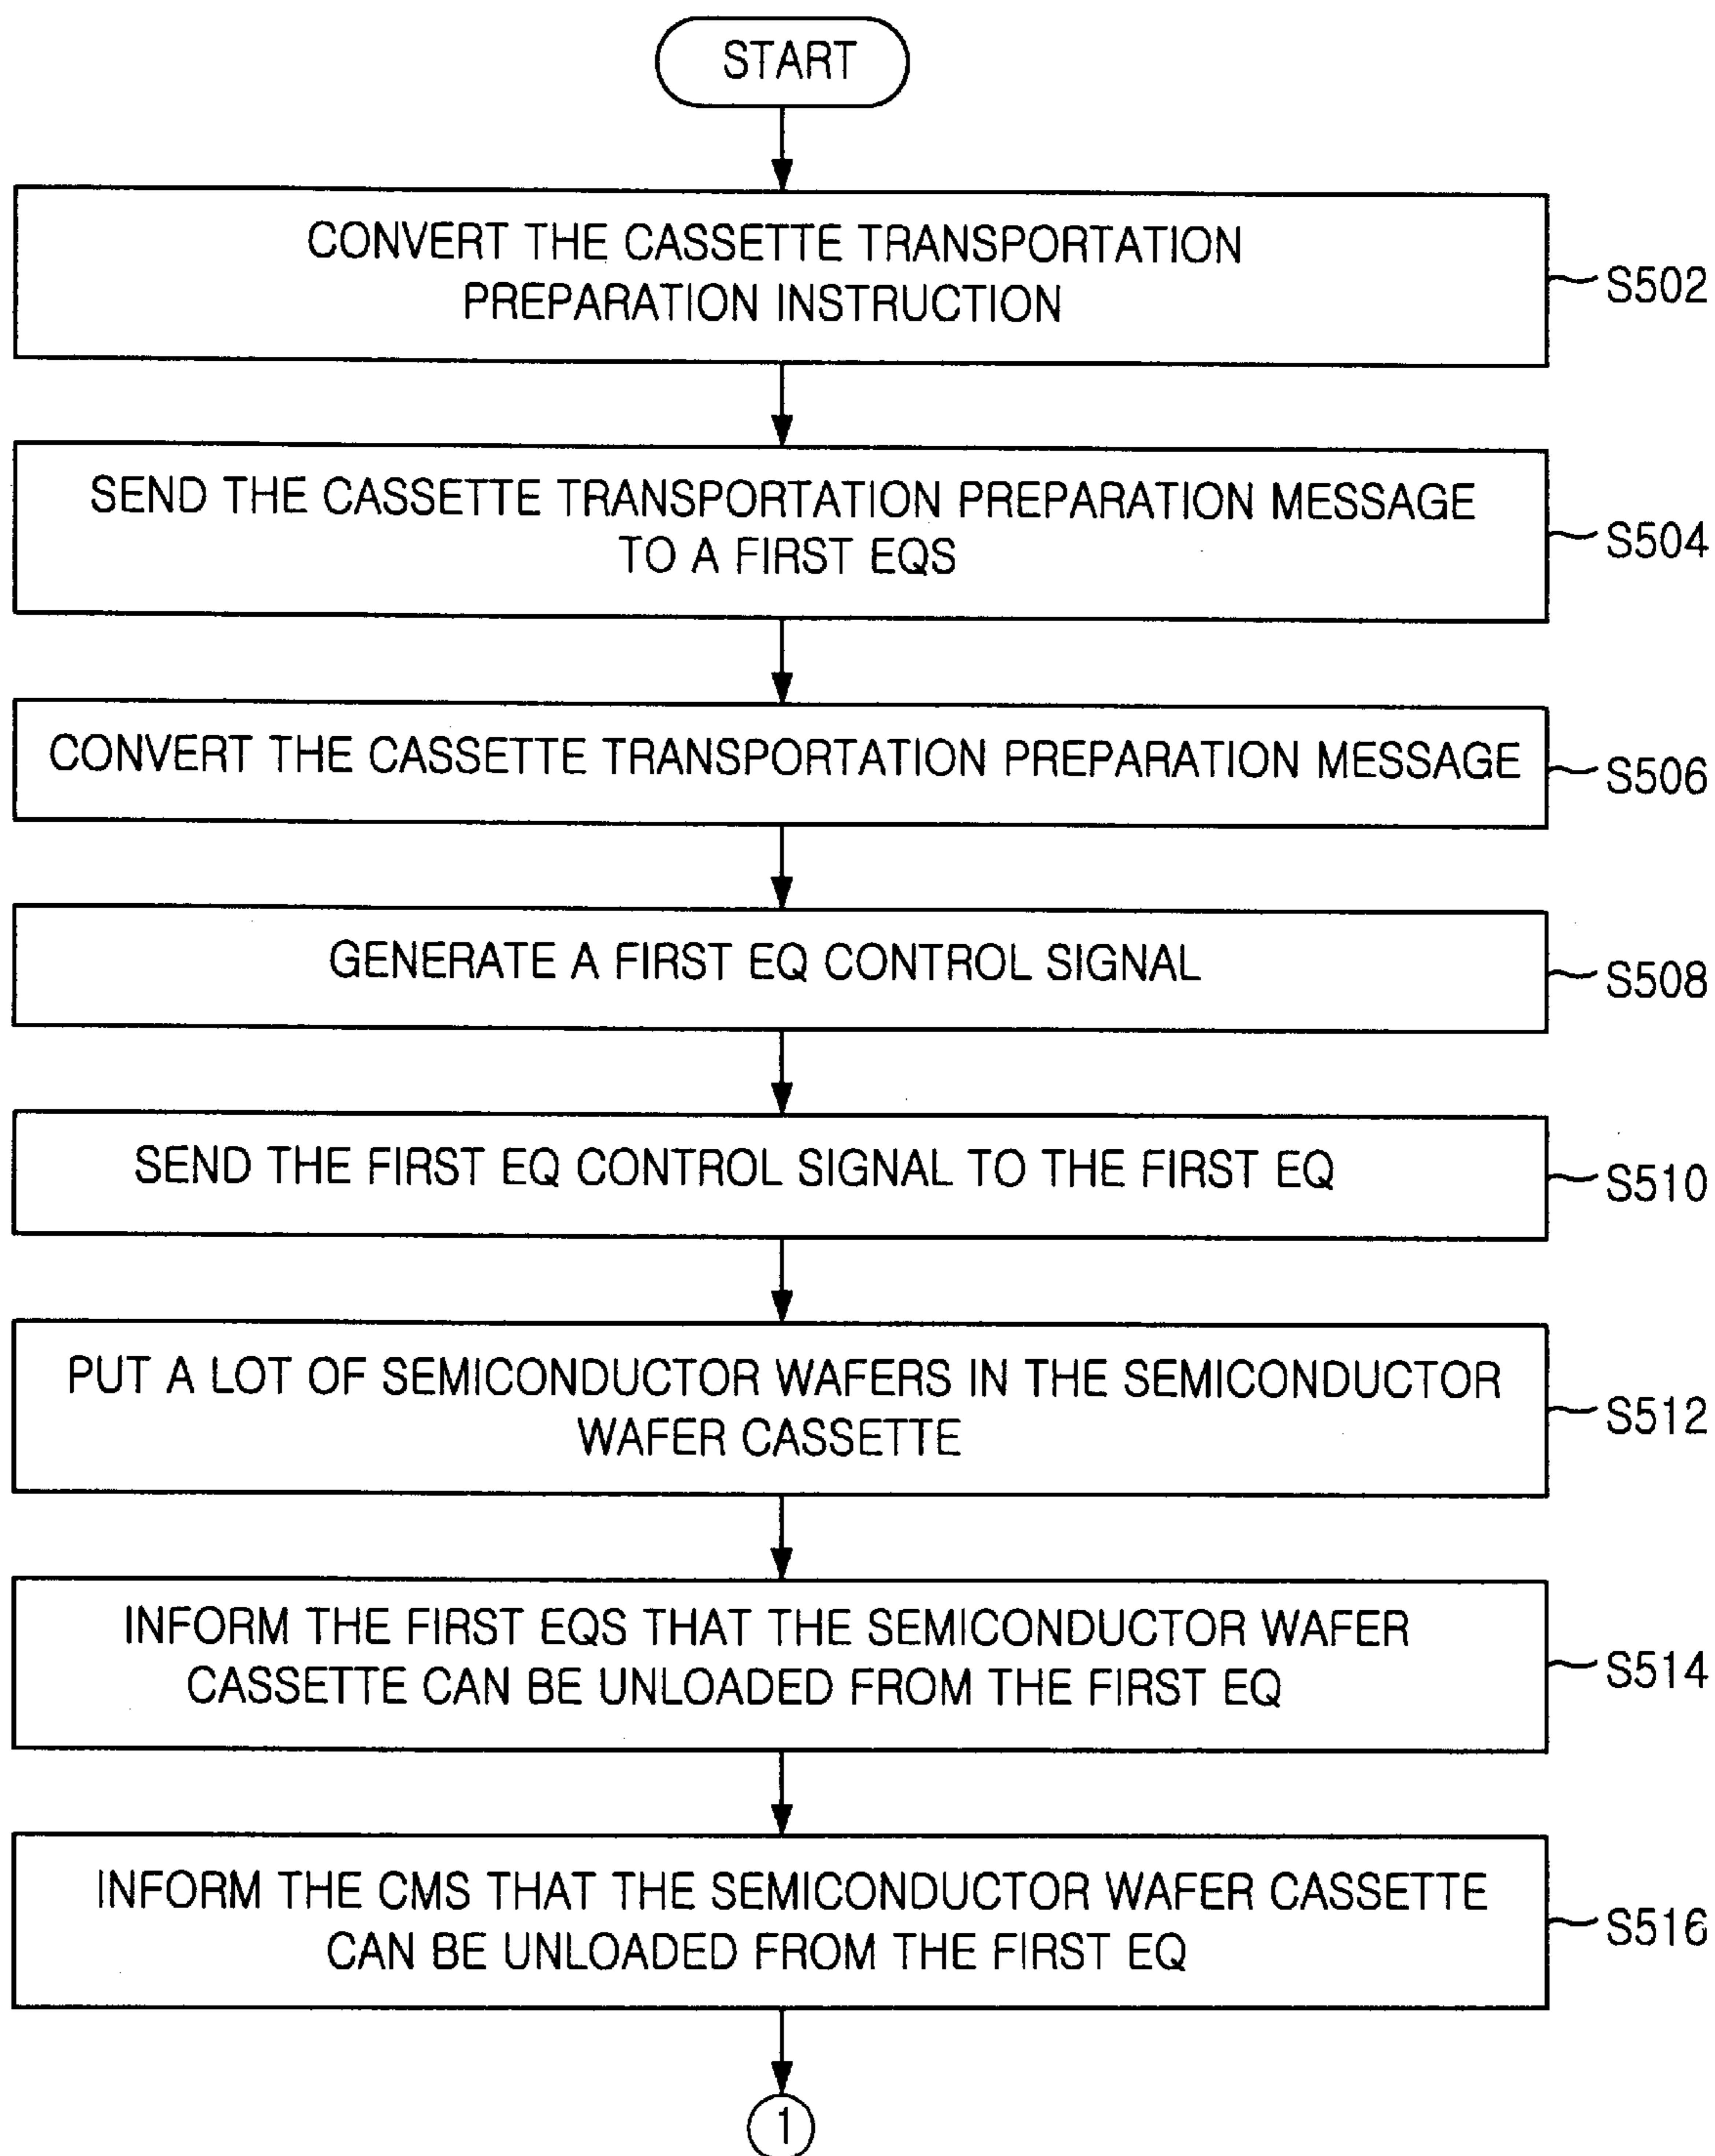 START
CONVERT THE CASSETTE TRANSPORTATION
PREPARATION INSTRUCTION
S502
SEND THE CASSETTE TRANSPORTATION PREPARATION MESSAGE
TO A FIRST EQS
S504
CONVERT THE CASSETTE TRANSPORTATION PREPARATION MESSAGE
S506
GENERATE A FIRST EQ CONTROL SIGNAL
S508
SEND THE FIRST EQ CONTROL SIGNAL TO THE FIRST EQ
S510
PUT A LOT OF SEMICONDUCTOR WAFERS IN THE SEMICONDUCTOR
WAFER CASSETTE
S512
INFORM THE FIRST EQS THAT THE SEMICONDUCTOR WAFER
CASSETTE CAN BE UNLOADED FROM THE FIRST EQ
S514
INFORM THE CMS THAT THE SEMICONDUCTOR WAFER CASSETTE
CAN BE UNLOADED FROM THE FIRST EQ
S516
1